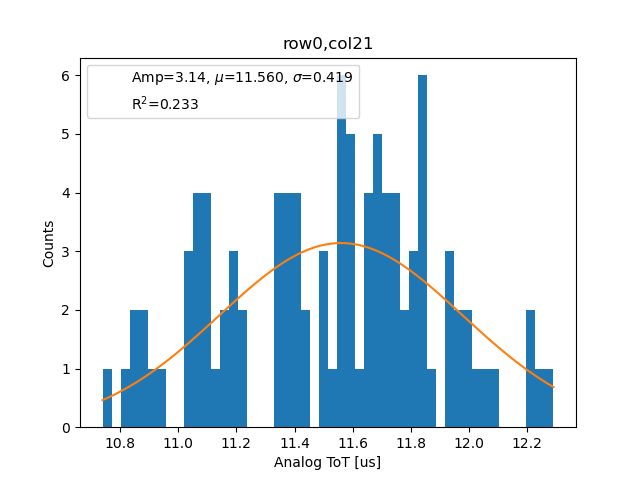 row0,col21
Amp=3.14, μ=11.560, σ=0.419
R²=0.233
6
5
4
3
2
1
0
Counts
10.8 11.0 11.2 11.4 11.6 11.8 12.0 12.2
Analog ToT [us]